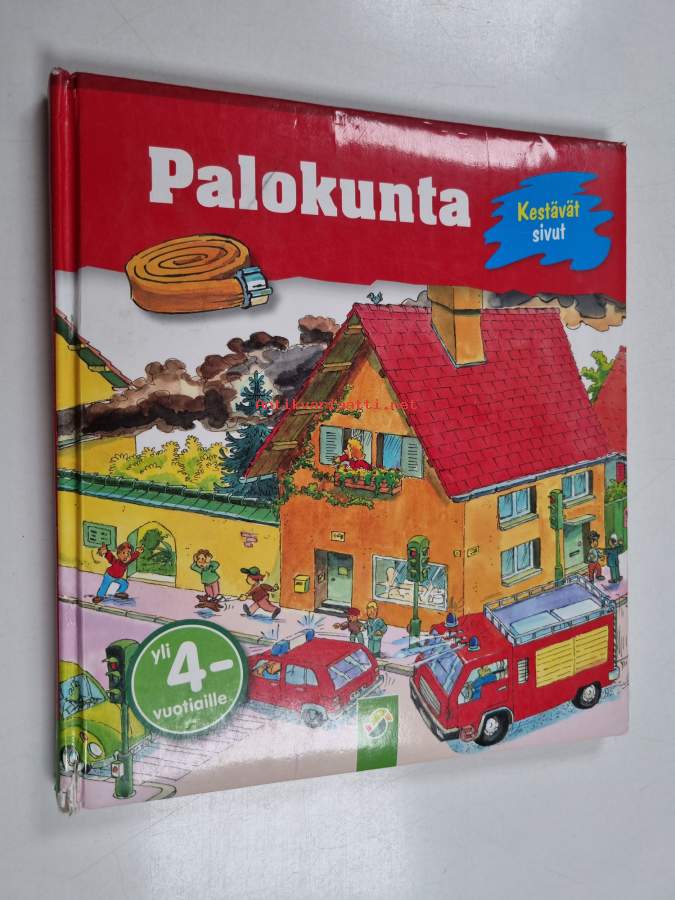 Palokunta
Kestävät
sivut
Antikvariaatti.net
yli
4-
vuotiaille